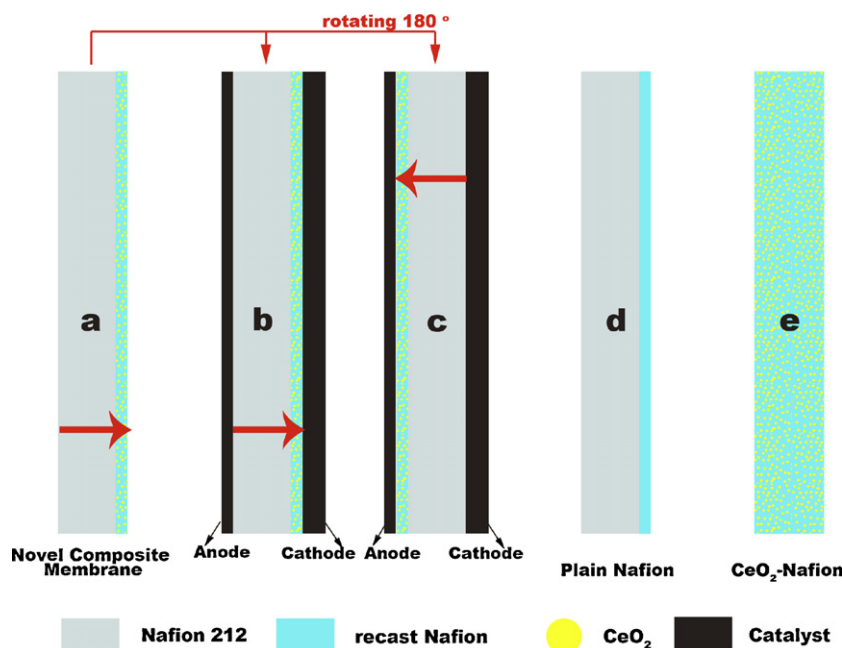 rotating 180 °
a
b
c
d
e
Novel Composite
Membrane
Anode
Cathode
Anode
Cathode
Plain Nafion
CeO₂-Nafion
Nafion 212
recast Nafion
CeO₂
Catalyst